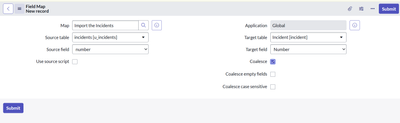 Field Map
New record
Submit
Map
Import the Incidents
Application
Global
Source table
Incidents [u_incidents]
Target table
Incident [incident]
Source field
number
Target field
Number
Use source script
Coalesce
Coalesce empty fields
Coalesce case sensitive
Submit